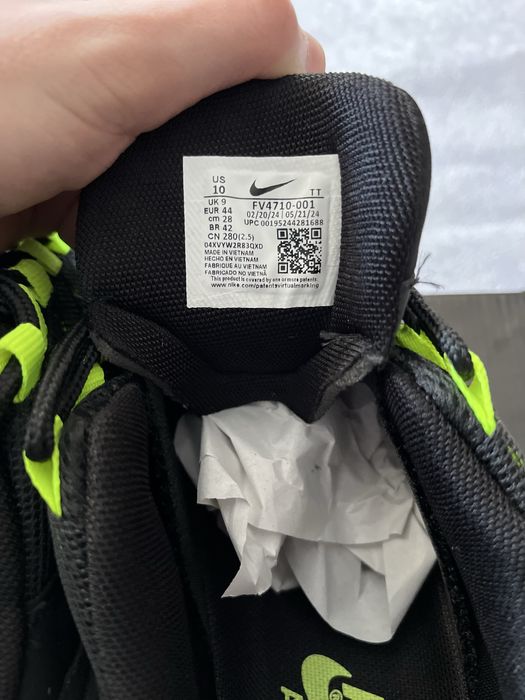 US
10
TT
UK 9
EUR 44
cm 28
BR 42
CN 280(2.5)
FV4710-001
02/20/24 | 05/21/24
UPC 00195244281688
04XVYW2R83QXD
MADE IN VIETNAM
HECHO EN VIETNAM
FABRIQUÉ AU VIETNAM
FABRICADO NO VIETNÃ
This product is covered by one or more patents.
www.nike.com/patentsvirtualmarking